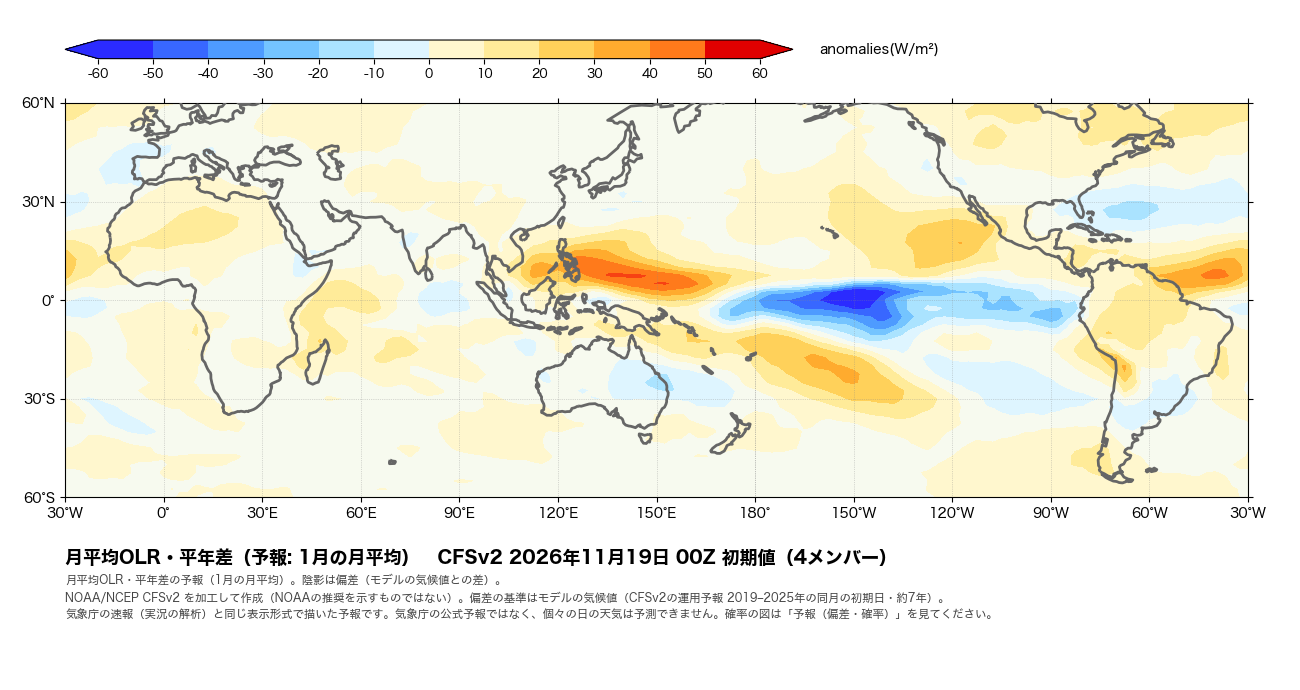 anomalies(W/m²)
-60 -50 -40 -30 -20 -10 0 10 20 30 40 50 60
60°N
30°N
0°
30°S
60°S
30°W 0° 30°E 60°E 90°E 120°E 150°E 180° 150°W 120°W 90°W 60°W 30°W
月平均OLR・平年差（予報: 1月の月平均） CFSv2 2026年11月19日 00Z 初期値（4メンバー）
月平均OLR・平年差の予報（1月の月平均）。陰影は偏差（モデルの気候値との差）。
NOAA/NCEP CFSv2 を加工して作成（NOAAの推奨を示すものではない）。偏差の基準はモデルの気候値（CFSv2の運用予報 2019–2025年の同月の初期日・約7年）。
気象庁の速報（実況の解析）と同じ表示形式で描いた予報です。気象庁の公式予報ではなく、個々の日の天気は予測できません。確率の図は「予報（偏差・確率）」を見てください。